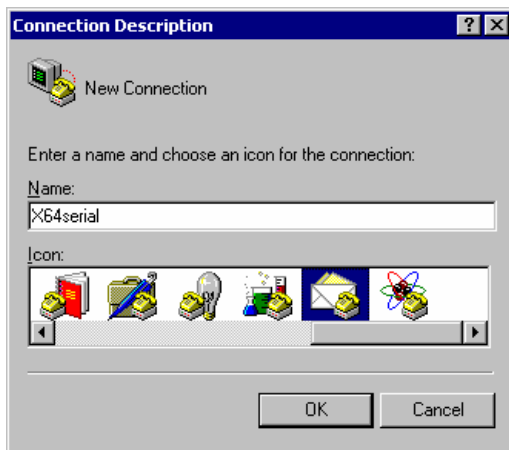 Connection Description
New Connection
Enter a name and choose an icon for the connection:
Name:
X64serial
Icon:
OK Cancel